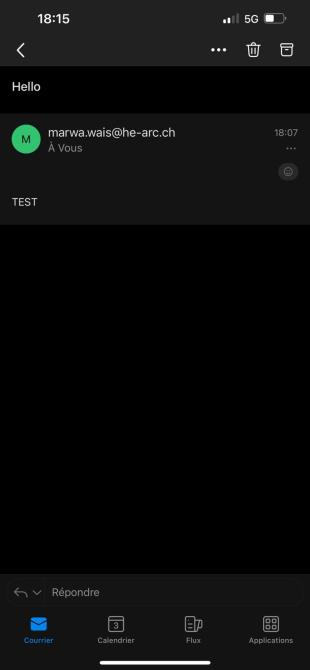 18:15
5G
Hello
M
marwa.wais@he-arc.ch
18:07
À Vous
TEST
Répondre
3
Courrier
Calendrier
Flux
Applications